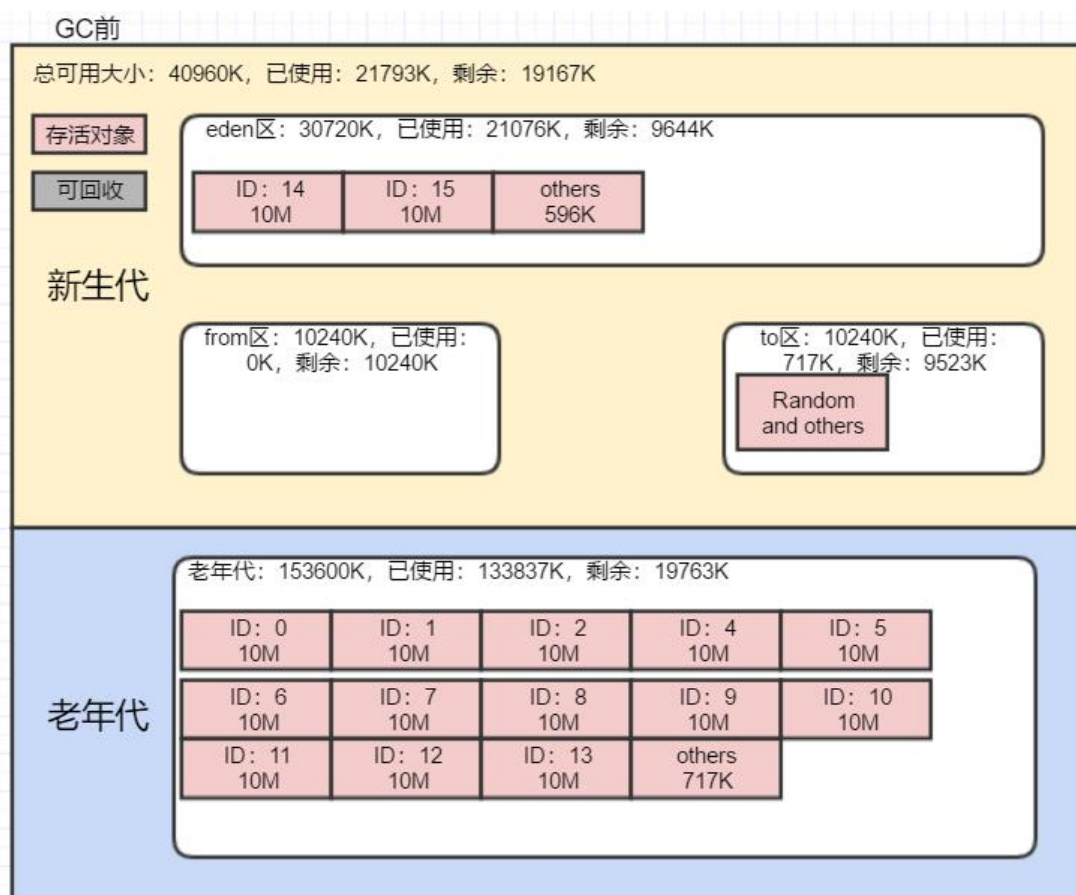 GC前
总可用大小：40960K，已使用：21793K，剩余：19167K
存活对象
可回收
eden区：30720K，已使用：21076K，剩余：9644K
ID：14
10M
ID：15
10M
others
596K
新生代
from区：10240K，已使用：
0K，剩余：10240K
to区：10240K，已使用：
717K，剩余：9523K
Random
and others
老年代：153600K，已使用：133837K，剩余：19763K
ID：0
10M
ID：1
10M
ID：2
10M
ID：4
10M
ID：5
10M
老年代
ID：6
10M
ID：7
10M
ID：8
10M
ID：9
10M
ID：10
10M
ID：11
10M
ID：12
10M
ID：13
10M
others
717K